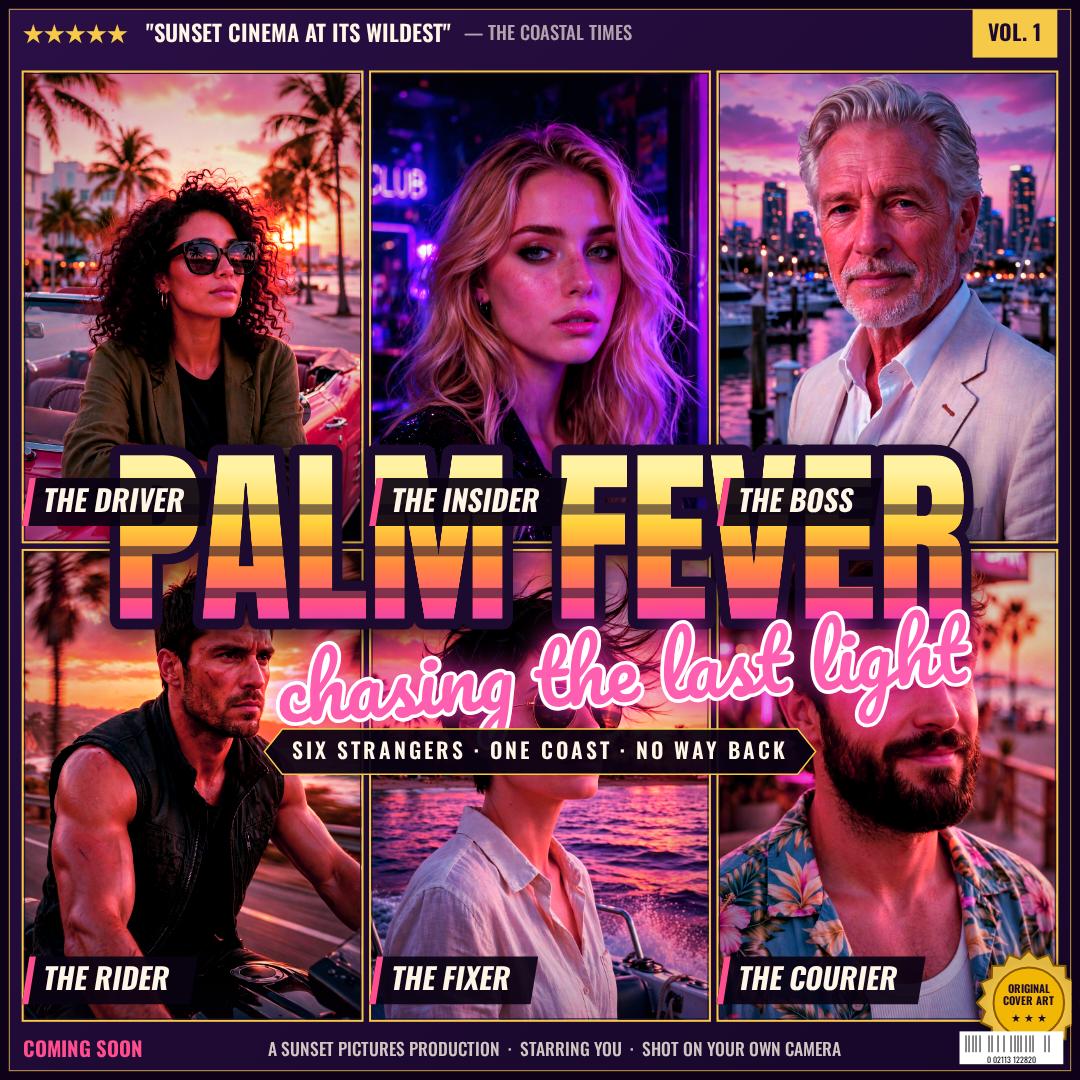 ★★★★★ "SUNSET CINEMA AT ITS WILDEST" — THE COASTAL TIMES
VOL. 1
CLUB
PALM FEVER
THE DRIVER
THE INSIDER
THE BOSS
chasing the last light
SIX STRANGERS · ONE COAST · NO WAY BACK
THE RIDER
THE FIXER
THE COURIER
ORIGINAL
COVER ART
★ ★ ★
COMING SOON
A SUNSET PICTURES PRODUCTION · STARRING YOU · SHOT ON YOUR OWN CAMERA
0 02113 122820